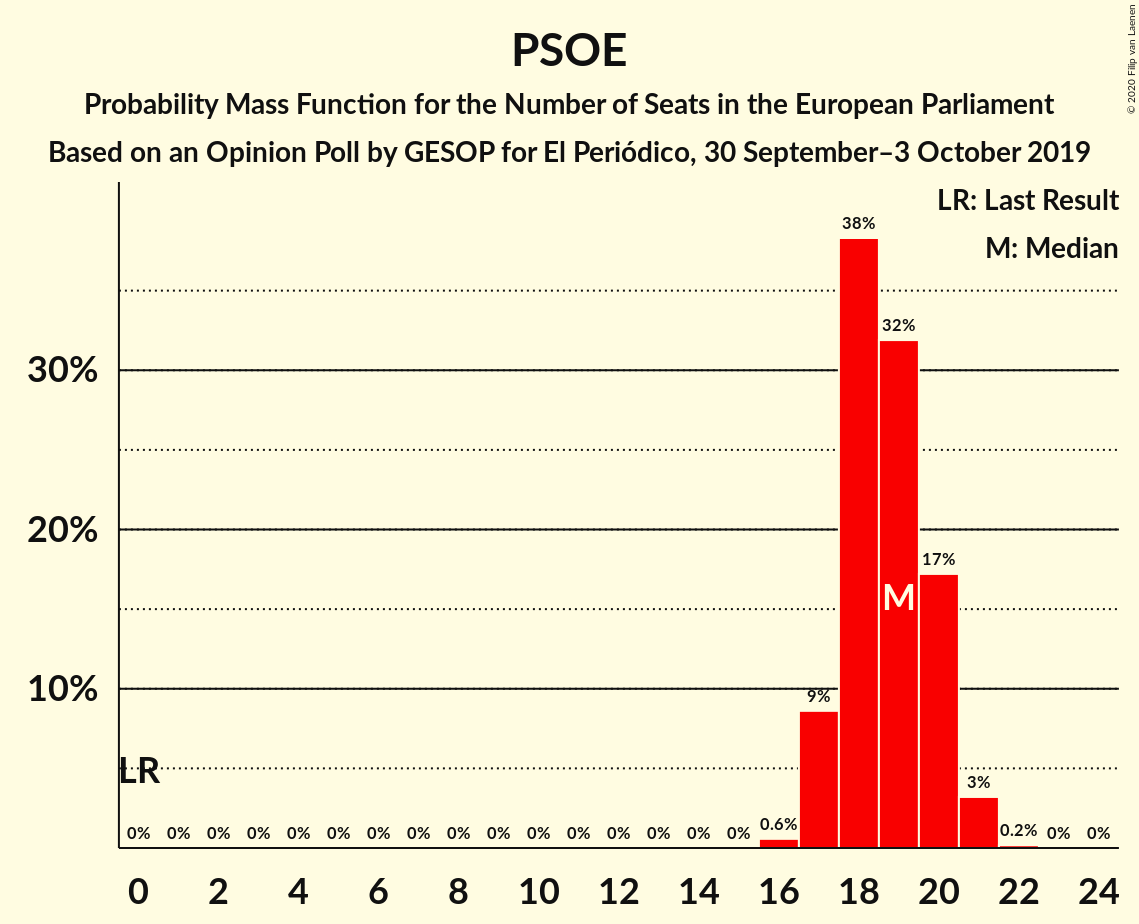 PSOE
Probability Mass Function for the Number of Seats in the European Parliament
Based on an Opinion Poll by GESOP for El Periódico, 30 September–3 October 2019
© 2020 Filip van Laenen
LR: Last Result
M: Median
38%
32%
30%
20%
17%
M
10%
9%
LR
3%
0% 0% 0% 0% 0% 0% 0% 0% 0% 0% 0% 0% 0% 0% 0% 0% 0.6% 0.2% 0% 0%
0 2 4 6 8 10 12 14 16 18 20 22 24